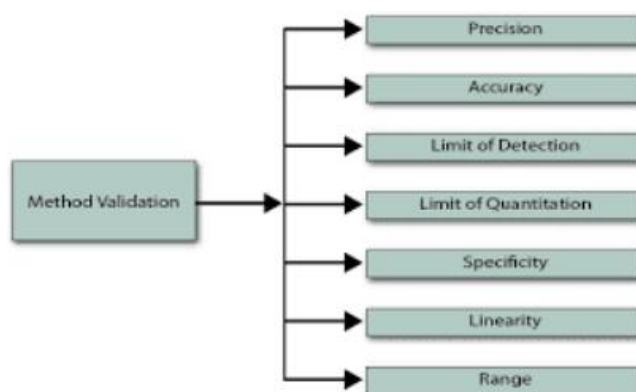 Method Validation
Precision
Accuracy
Limit of Detection
Limit of Quantitation
Specificity
Linearity
Range